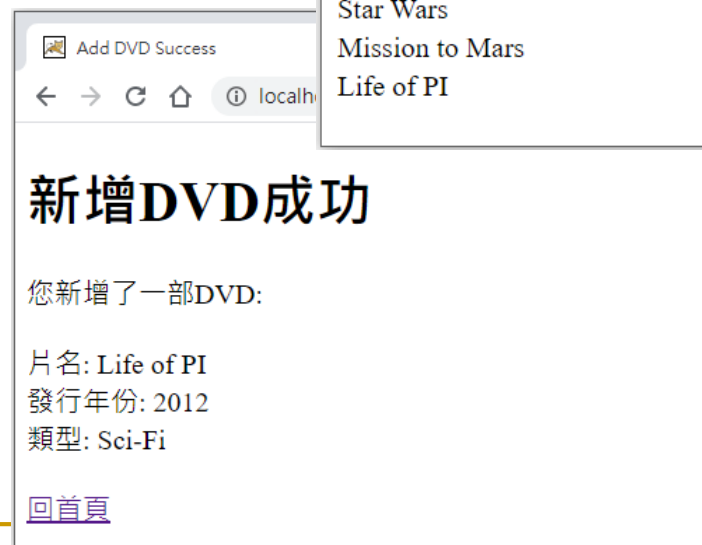 Star Wars
Mission to Mars
Life of PI
Add DVD Success
localh
新增DVD成功
您新增了一部DVD:
片名: Life of PI
發行年份: 2012
類型: Sci-Fi
回首頁